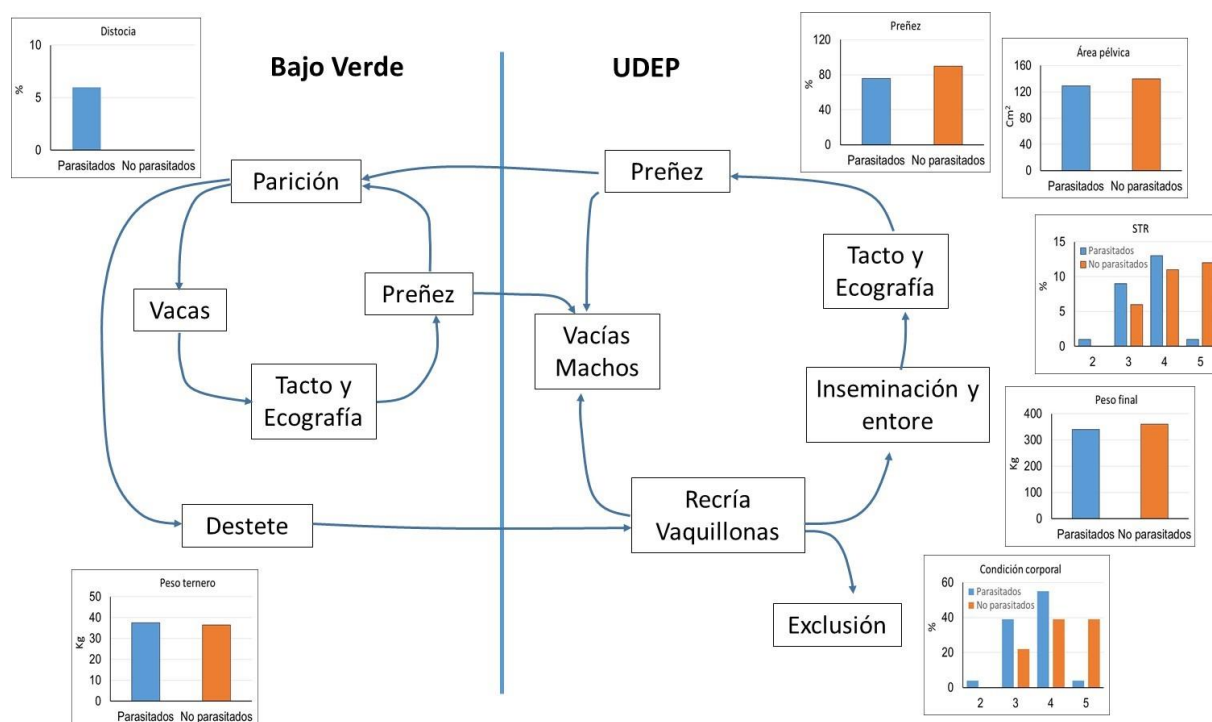 Distocia
10
5
0
%
Parasitados No parasitados
Bajo Verde
UDEP
Preñez
120
80
40
0
%
Parasitados No parasitados
Área pélvica
160
120
80
40
0
Cm²
Parasitados No parasitados
Parición
Preñez
Vacas
Preñez
Tacto y
Ecografía
Vacías
Machos
Tacto y
Ecografía
Inseminación y
entore
STR
Parasitados
No parasitados
15
10
5
0
%
2 3 4 5
Peso final
400
300
200
100
0
Kg
Parasitados No parasitados
Destete
Recría
Vaquillonas
Exclusión
Condición corporal
Parasitados
No parasitados
60
40
20
0
%
2 3 4 5
Peso ternero
50
40
30
20
10
0
Kg
Parasitados No parasitados